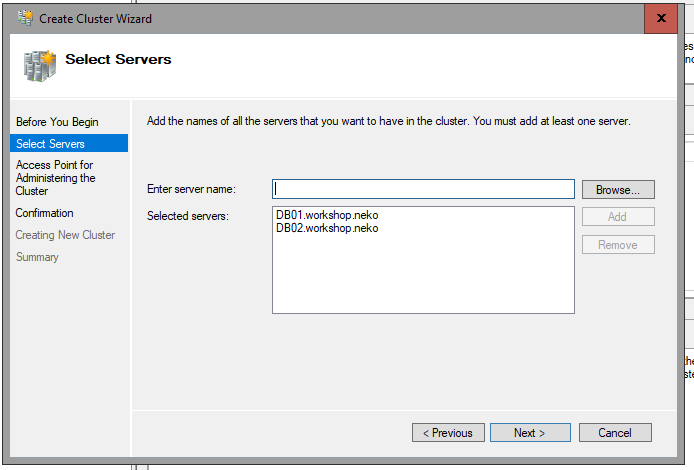 Create Cluster Wizard
X
Select Servers
Before You Begin
Select Servers
Access Point for
Administering the
Cluster
Confirmation
Creating New Cluster
Summary
Add the names of all the servers that you want to have in the cluster. You must add at least one server.
Enter server name:
Browse...
Selected servers:
DB01.workshop.neko
DB02.workshop.neko
Add
Remove
< Previous
Next >
Cancel